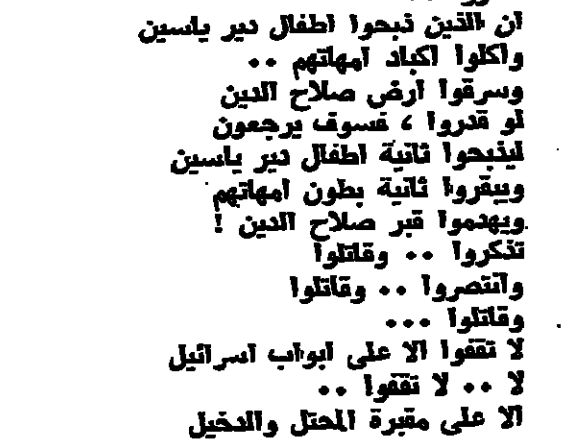 ان الذين ذبحوا اطفال دير ياسين
واكلوا اكباد امهاتهم ..
وسرقوا ارض صلاح الدين
لو قدروا ، فسوف يرجعون
ليذبحوا ثانية اطفال دير ياسين
ويبقروا ثانية بطون امهاتهم
ويهدموا قبر صلاح الدين !
تذكروا .. وقاتلوا
وانتصروا .. وقاتلوا
وقاتلوا ...
لا تقفوا الا على ابواب اسرائيل
لا .. لا تقفوا ..
الا على مقبرة المحتل والدخيل